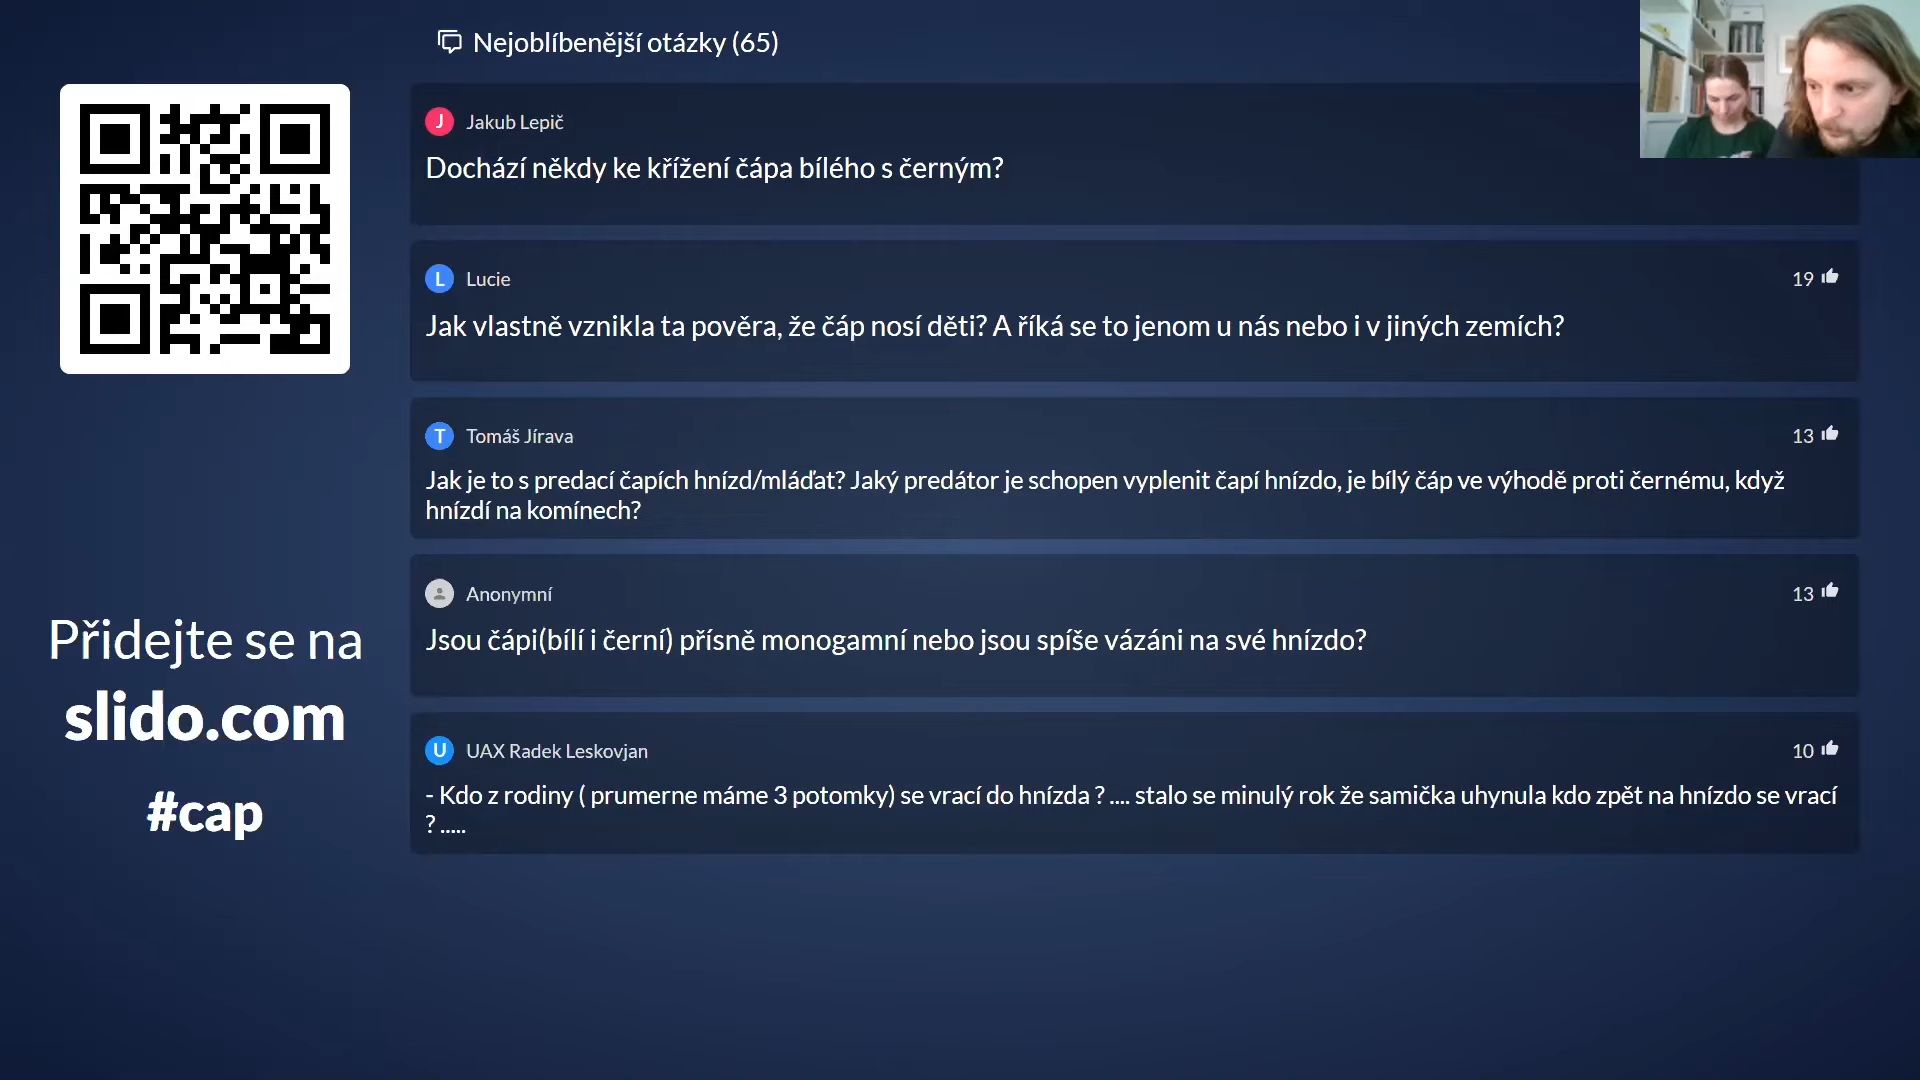 Nejoblíbenější otázky (65)
J Jakub Lepič
Dochází někdy ke křížení čápa bílého s černým?
L Lucie 19
Jak vlastně vznikla ta pověra, že čáp nosí děti? A říká se to jenom u nás nebo i v jiných zemích?
T Tomáš Jírava 13
Jak je to s predací čapích hnízd/mláďat? Jaký predátor je schopen vyplenit čapí hnízdo, je bílý čáp ve výhodě proti černému, když
hnízdí na komínech?
Anonymní 13
Jsou čápi(bílí i černí) přísně monogamní nebo jsou spíše vázáni na své hnízdo?
U UAX Radek Leskovjan 10
- Kdo z rodiny ( prumerne máme 3 potomky) se vrací do hnízda ? .... stalo se minulý rok že samička uhynula kdo zpět na hnízdo se vrací
? .....
Přidejte se na
slido.com
#cap